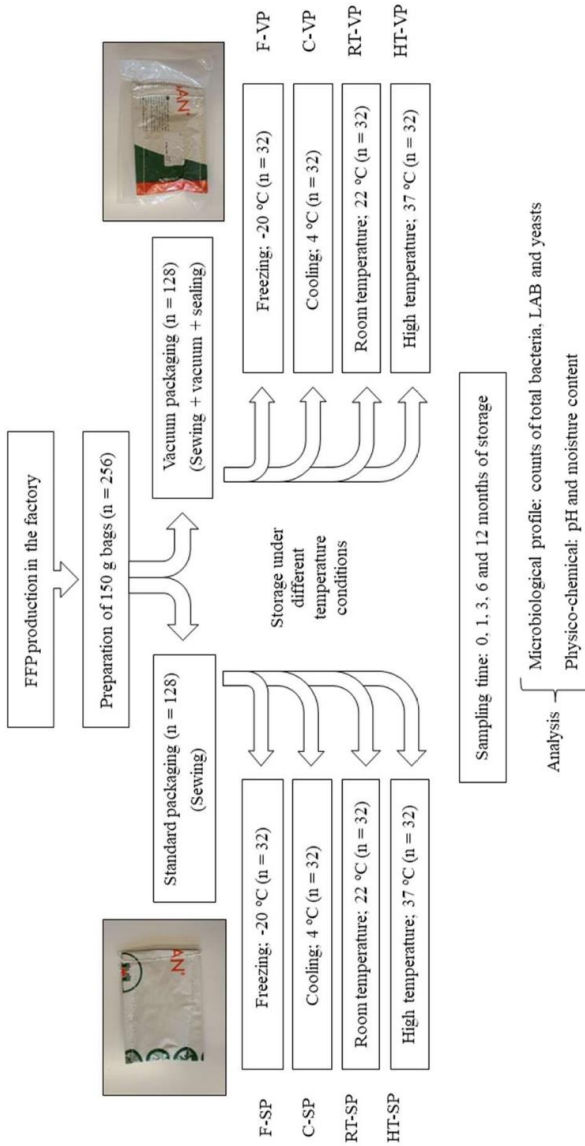 FFP production in the factory
Preparation of 150 g bags (n = 256)
Standard packaging (n = 128)
(Sewing)
Vacuum packaging (n = 128)
(Sewing + vacuum + sealing)
AN
AN
Storage under
different
temperature
conditions
F-SP
Freezing; -20 °C (n = 32)
C-SP
Cooling; 4 °C (n = 32)
RT-SP
Room temperature; 22 °C (n = 32)
HT-SP
High temperature; 37 °C (n = 32)
Freezing; -20 °C (n = 32)
F-VP
Cooling; 4 °C (n = 32)
C-VP
Room temperature; 22 °C (n = 32)
RT-VP
High temperature; 37 °C (n = 32)
HT-VP
Sampling time: 0, 1, 3, 6 and 12 months of storage
Analysis
Microbiological profile: counts of total bacteria, LAB and yeasts
Physico-chemical: pH and moisture content